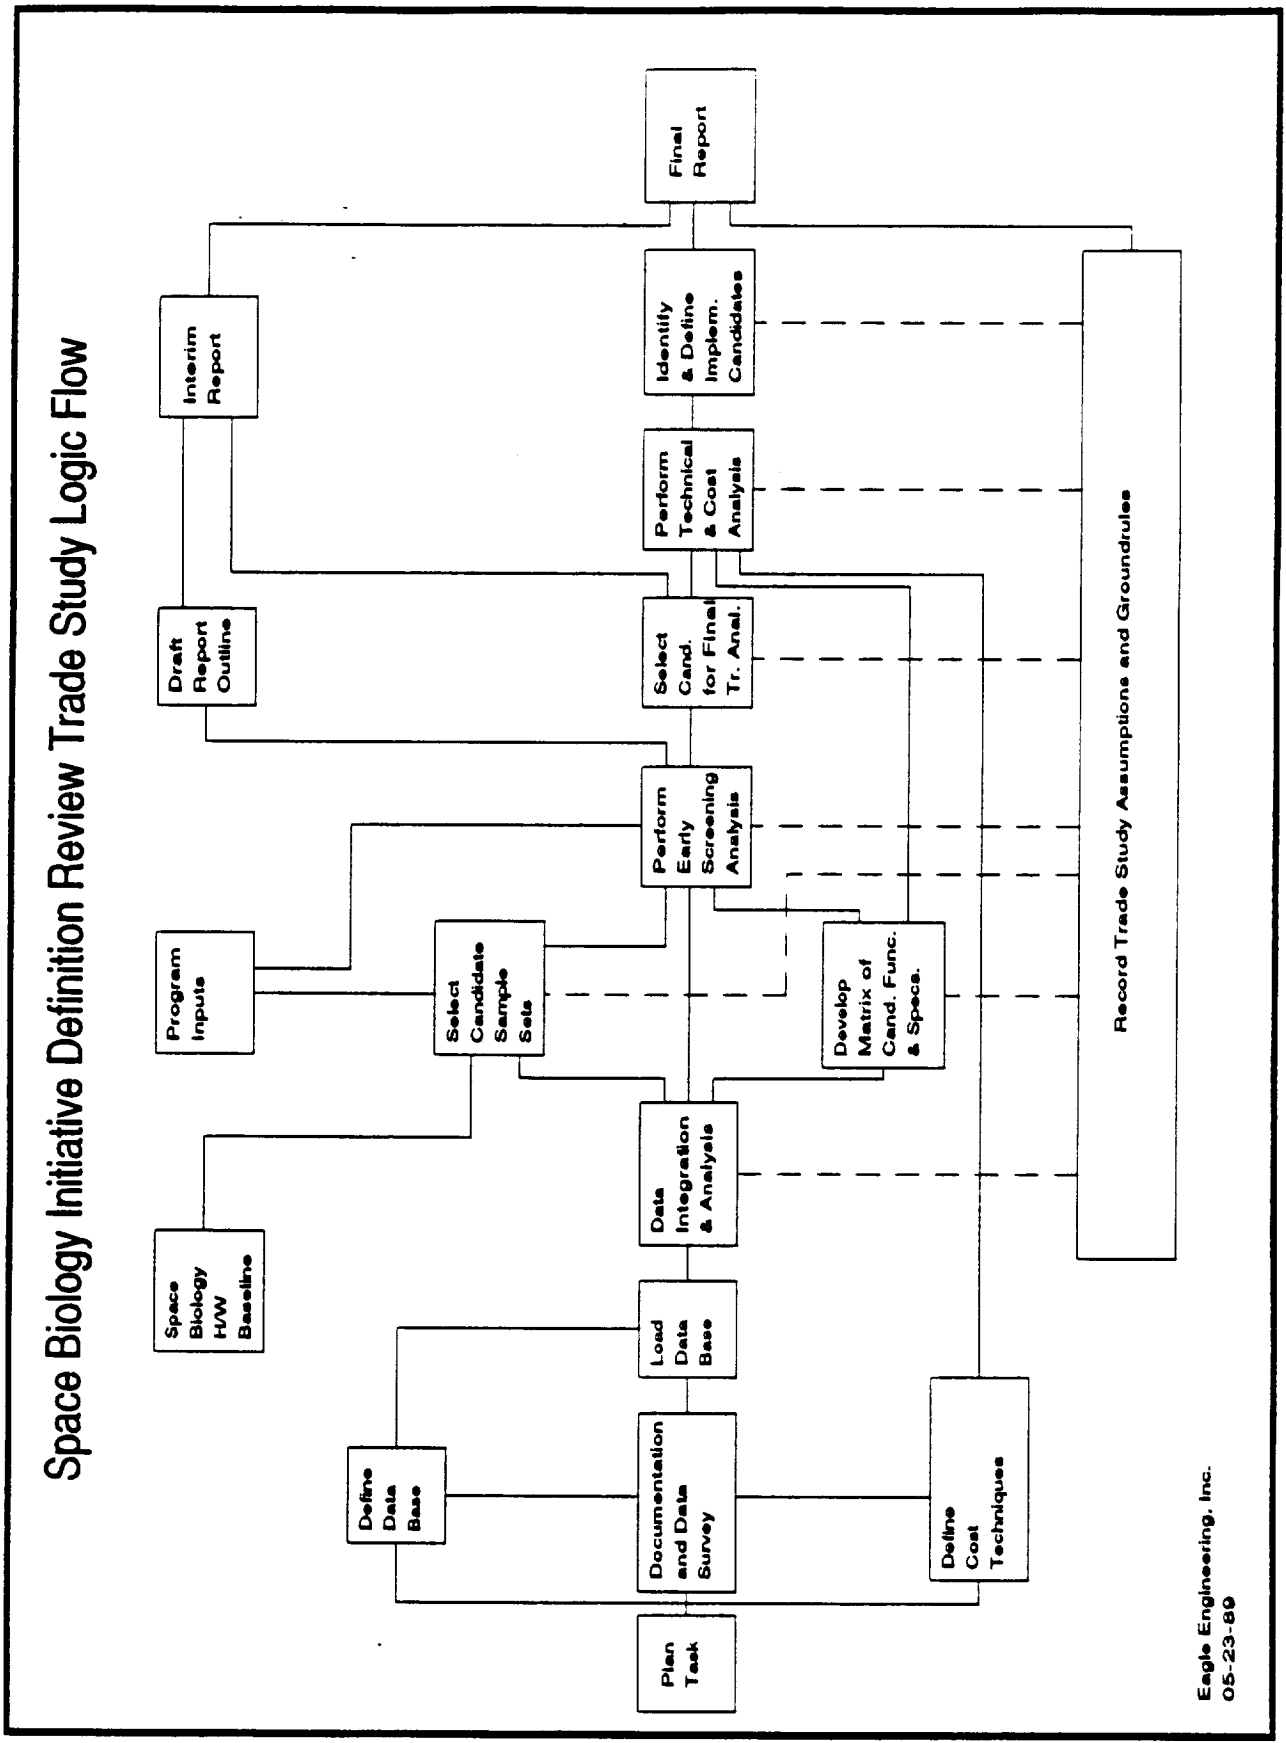 Space Biology Initiative Definition Review Trade Study Logic Flow
Space
Biology
H/W
Baseline
Program
Inputs
Draft
Report
Outline
Interim
Report
Define
Data
Base
Select
Candidate
Sample
Sets
Plan
Task
Documentation
and Data
Survey
Load
Data
Base
Data
Integration
& Analysis
Perform
Early
Screening
Analysis
Select
Cand.
for Final
Tr. Anal.
Perform
Technical
& Cost
Analysis
Identify
& Define
Implem.
Candidates
Final
Report
Develop
Matrix of
Cand. Func.
& Specs.
Define
Cost
Techniques
Record Trade Study Assumptions and Groundrules
Eagle Engineering, Inc.
05-23-89